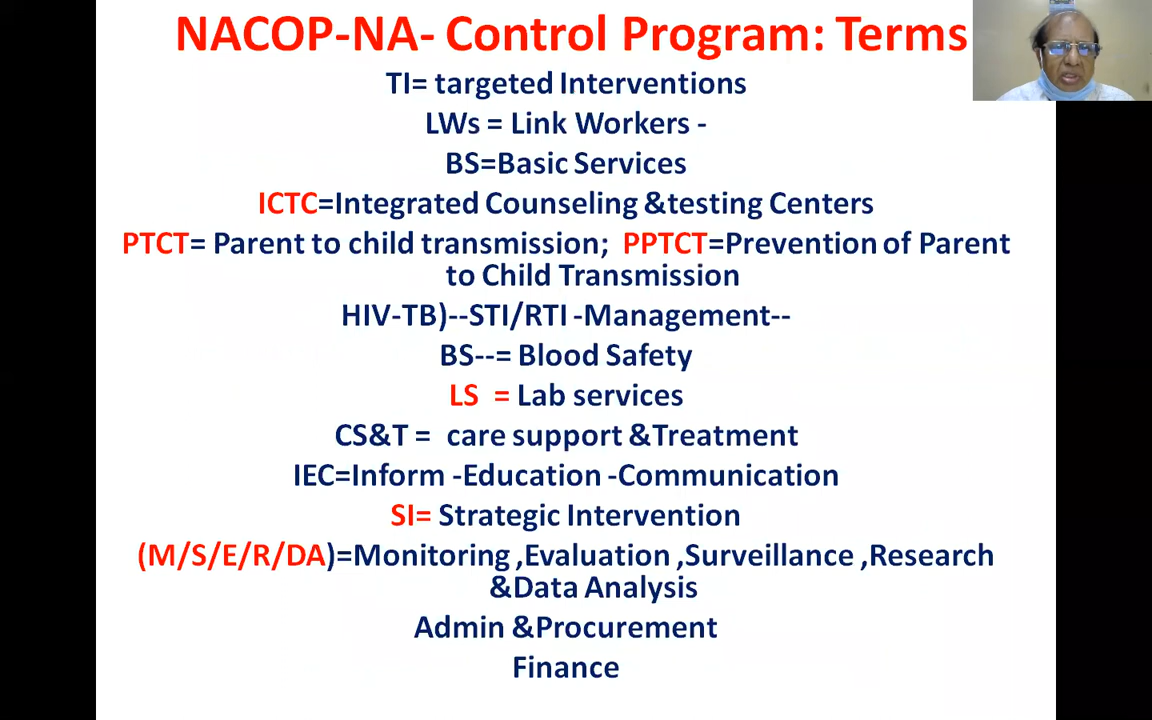 NACOP-NA- Control Program: Terms
TI= targeted Interventions
LWs = Link Workers -
BS=Basic Services
ICTC=Integrated Counseling &testing Centers
PTCT= Parent to child transmission; PPTCT=Prevention of Parent
to Child Transmission
HIV-TB)--STI/RTI -Management--
BS--= Blood Safety
LS = Lab services
CS&T = care support &Treatment
IEC=Inform -Education -Communication
SI= Strategic Intervention
(M/S/E/R/DA)=Monitoring ,Evaluation ,Surveillance ,Research
&Data Analysis
Admin &Procurement
Finance